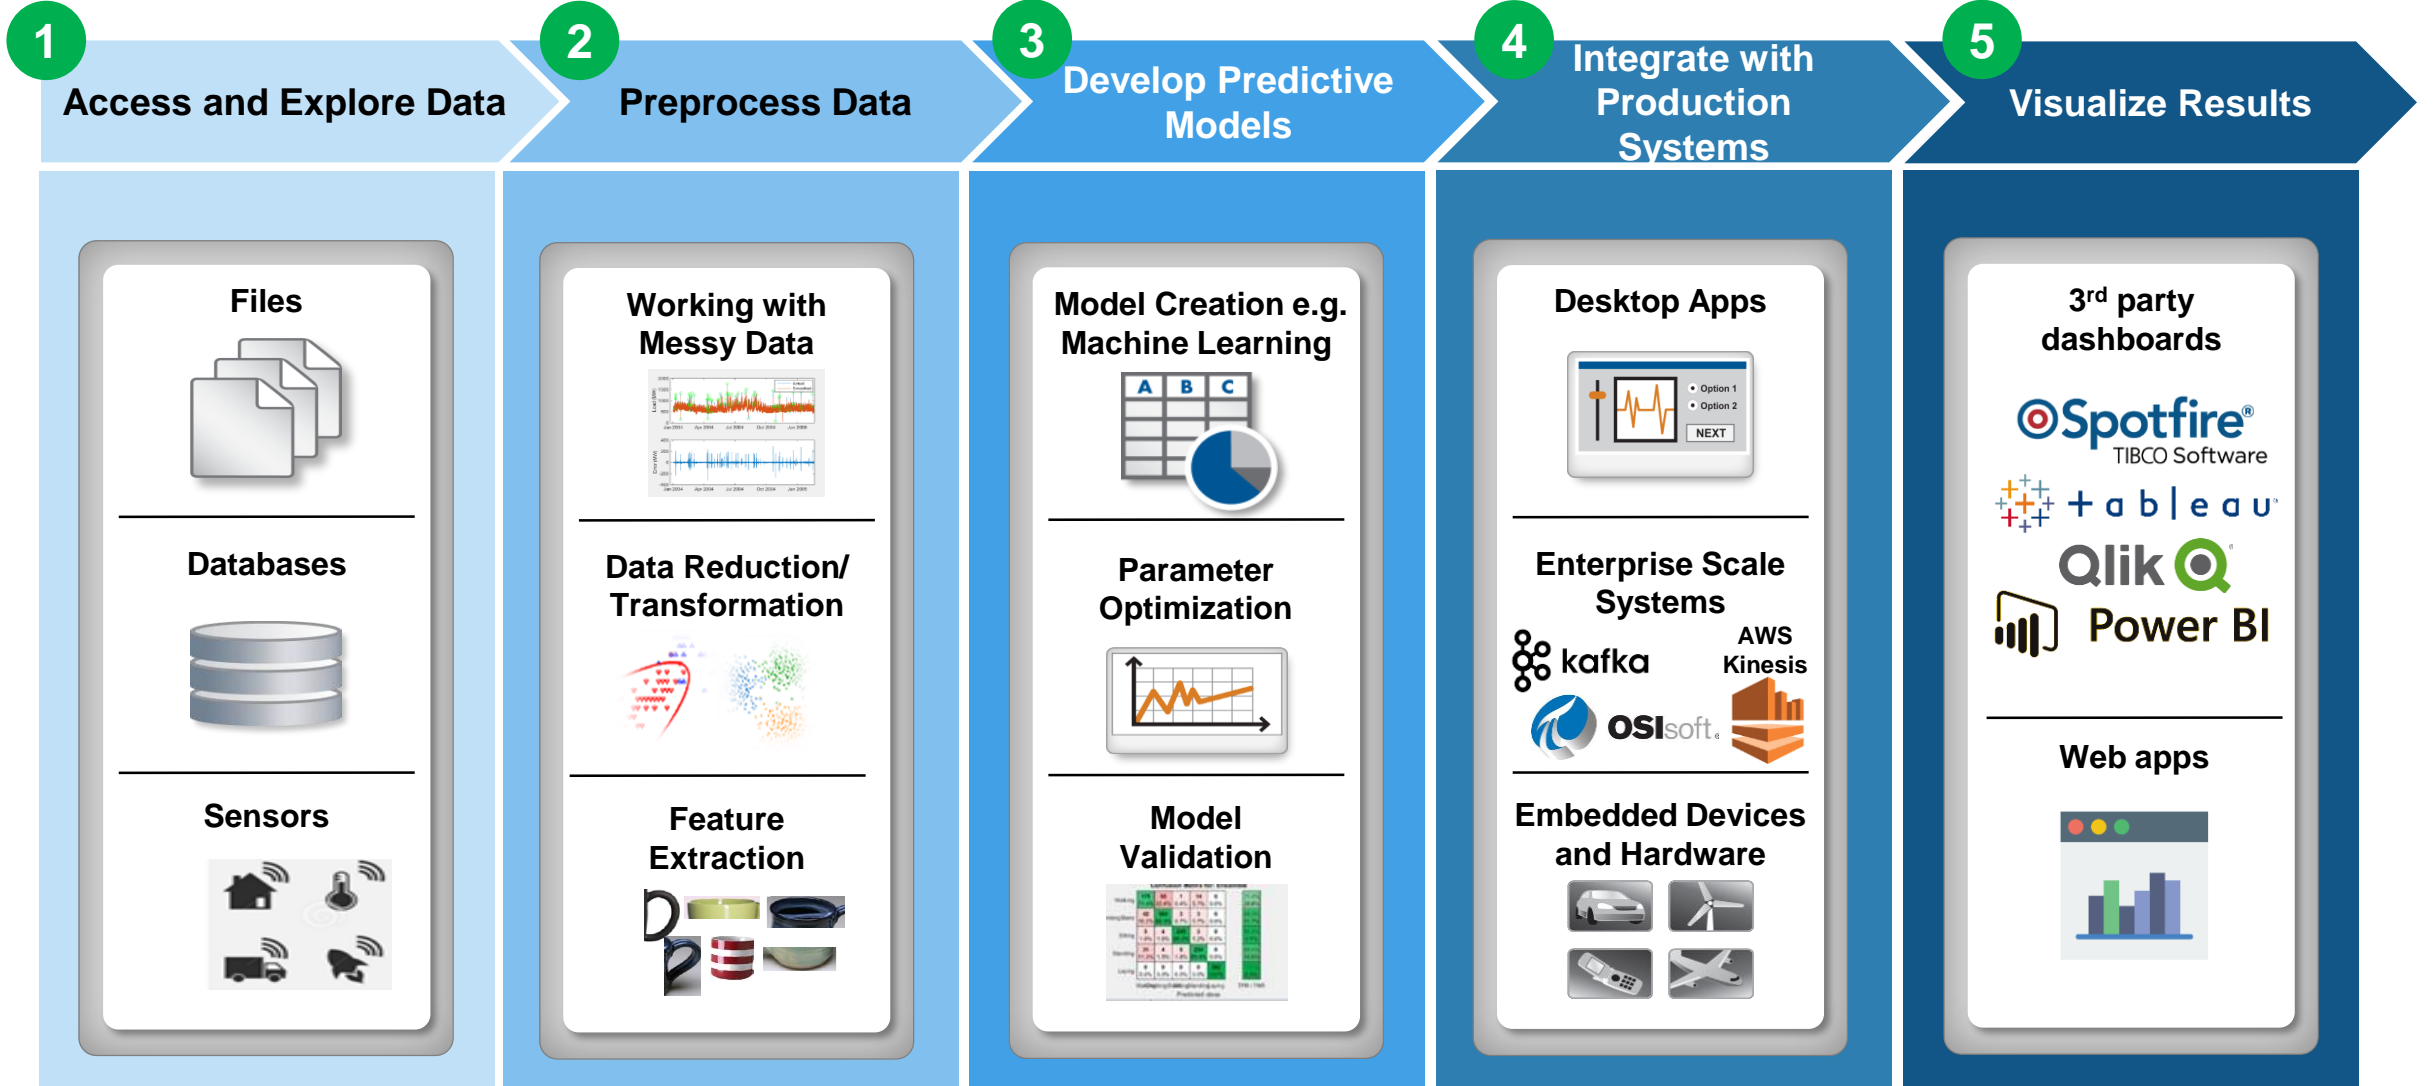 1
Access and Explore Data
2
Preprocess Data
3
Develop Predictive
Models
4
Integrate with
Production
Systems
5
Visualize Results
Files
Databases
Sensors
Working with
Messy Data
Data Reduction/
Transformation
Feature
Extraction
Model Creation e.g.
Machine Learning
A B C
Parameter
Optimization
Model
Validation
Desktop Apps
Option 1
Option 2
NEXT
Enterprise Scale
Systems
kafka
AWS
Kinesis
OSIsoft.
Embedded Devices
and Hardware
3rd party
dashboards
Spotfire®
TIBCO Software
tableau
Qlik
Power BI
Web apps